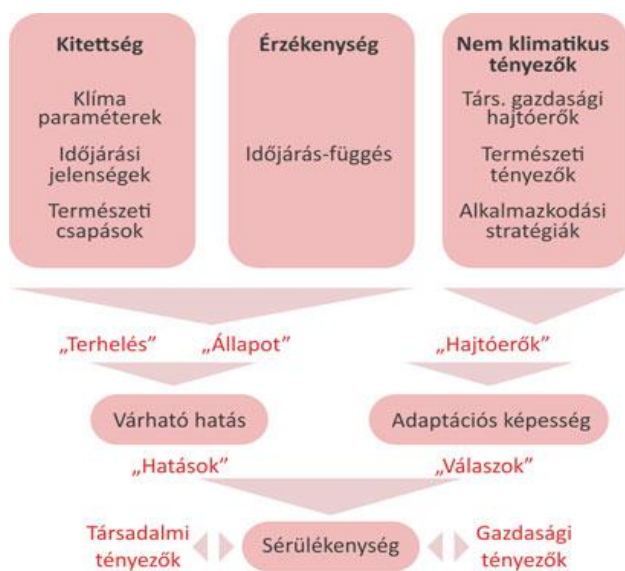 Kitettség
Klíma
paraméterek
Időjárási
jelenségek
Természeti
csapások
Érzékenység
Időjárás-függés
Nem klimatikus
tényezők
Társ. gazdasági
hajtóerők
Természeti
tényezők
Alkalmazkodási
stratégiák
„Terhelés”
„Állapot”
„Hajtóerők”
Várható hatás
Adaptációs képesség
„Hatások”
„Válaszok”
Társadalmi
tényezők
Sérülékenység
Gazdasági
tényezők